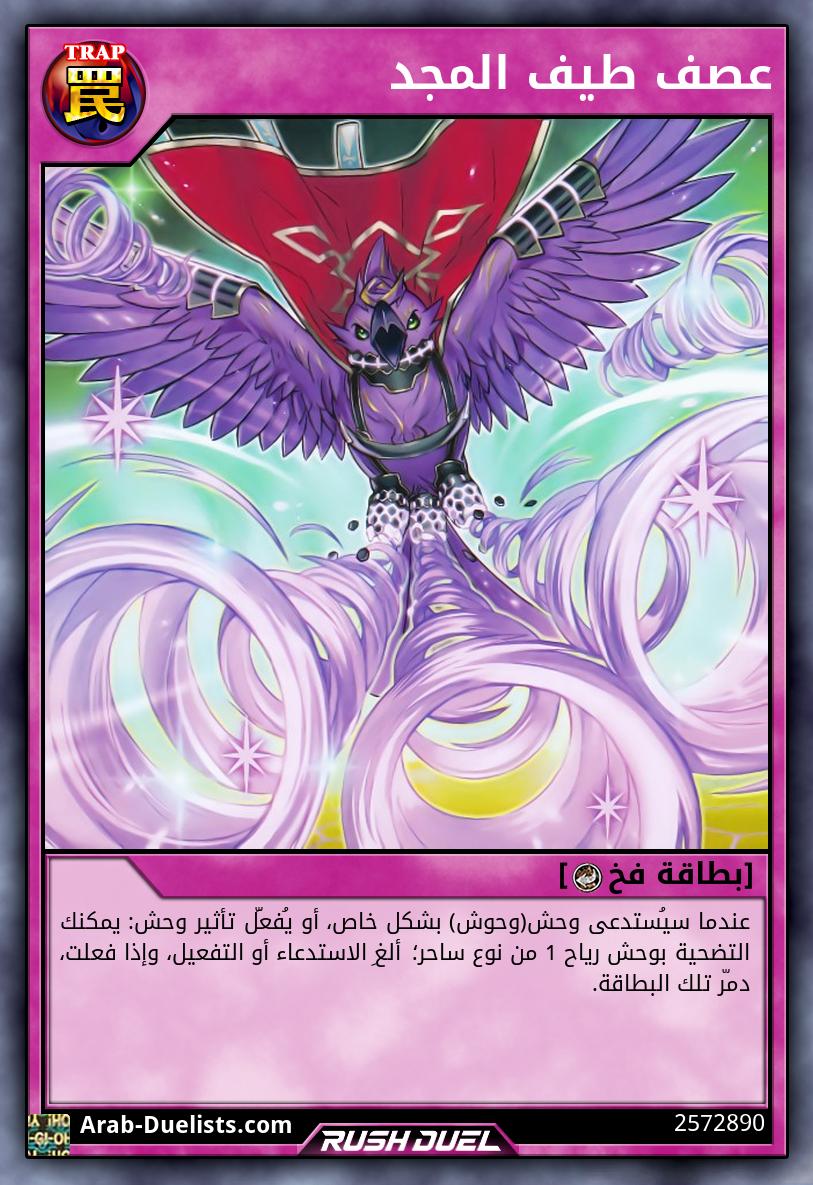 TRAP
罠
عصف طيف المجد
[بطاقة فخ]
عندما سيُستدعى وحش(وحوش) بشكل خاص، أو يُفعلّ تأثير وحش: يمكنك
التضحية بوحش رياح 1 من نوع ساحر؛ ألغِ الاستدعاء أو التفعيل، وإذا فعلت،
دمرّ تلك البطاقة.
Arab-Duelists.com
RUSH DUEL
2572890